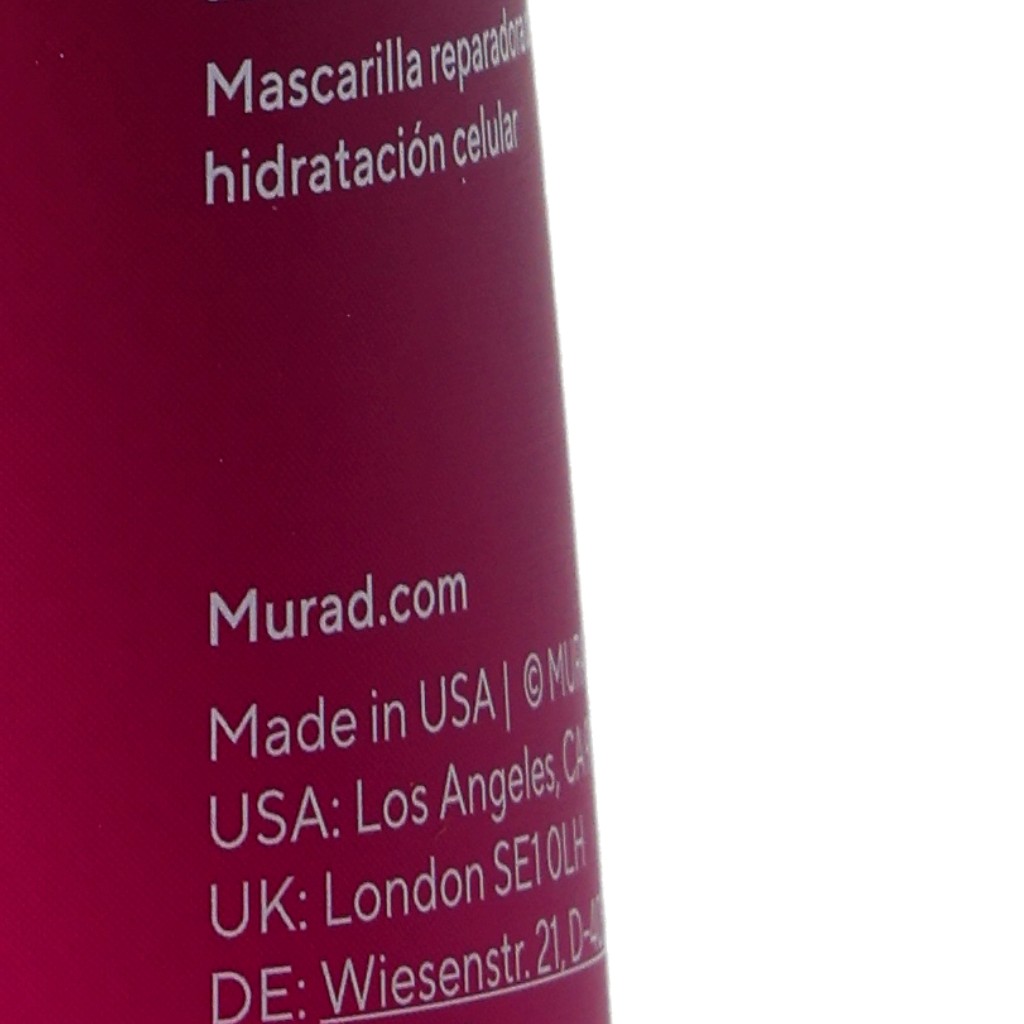 Mascarilla reparadora
hidratación celular
Murad.com
Made in USA | ©
USA: Los Angeles,
UK: London SE1 0LH
DE: Wiesenstr. 21,